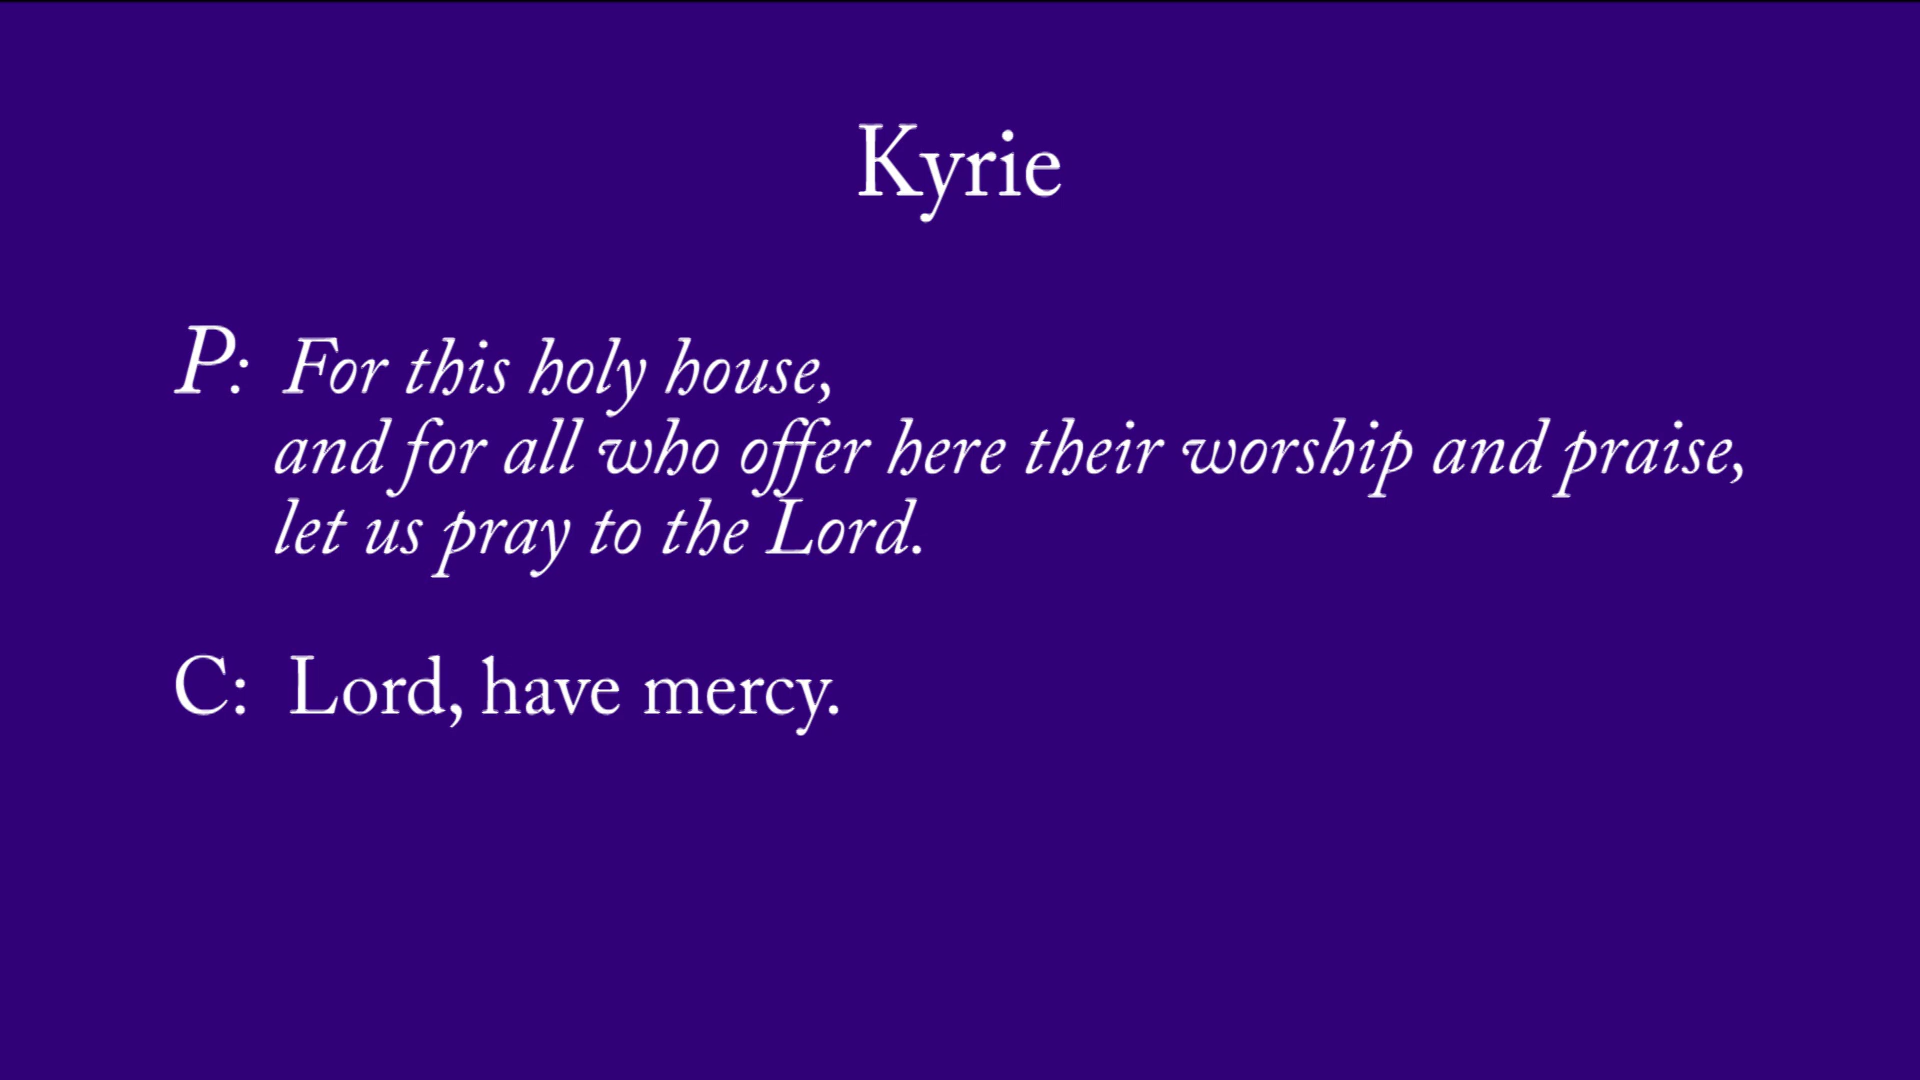 Kyrie
P: For this holy house,
and for all who offer here their worship and praise,
let us pray to the Lord.
C: Lord, have mercy.